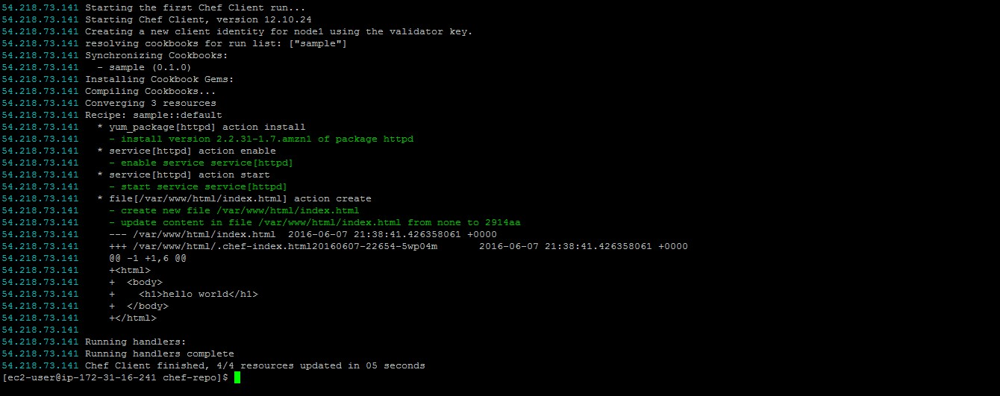 54.218.73.141 Starting the first Chef Client run...
54.218.73.141 Starting Chef Client, version 12.10.24
54.218.73.141 Creating a new client identity for node1 using the validator key.
54.218.73.141 resolving cookbooks for run list: ["sample"]
54.218.73.141 Synchronizing Cookbooks:
54.218.73.141   - sample (0.1.0)
54.218.73.141 Installing Cookbook Gems:
54.218.73.141 Compiling Cookbooks...
54.218.73.141 Converging 3 resources
54.218.73.141 Recipe: sample::default
54.218.73.141   * yum_package[httpd] action install
54.218.73.141     - install version 2.2.31-1.7.amzn1 of package httpd
54.218.73.141   * service[httpd] action enable
54.218.73.141     - enable service service[httpd]
54.218.73.141   * service[httpd] action start
54.218.73.141     - start service service[httpd]
54.218.73.141   * file[/var/www/html/index.html] action create
54.218.73.141     - create new file /var/www/html/index.html
54.218.73.141     - update content in file /var/www/html/index.html from none to 2914aa
54.218.73.141     --- /var/www/html/index.html  2016-06-07 21:38:41.426358061 +0000
54.218.73.141     +++ /var/www/html/.chef-index.html20160607-22654-5wp04m       2016-06-07 21:38:41.426358061 +0000
54.218.73.141     @@ -1 +1,6 @@
54.218.73.141     +<html>
54.218.73.141     +  <body>
54.218.73.141     +    <h1>hello world</h1>
54.218.73.141     +  </body>
54.218.73.141     +</html>
54.218.73.141
54.218.73.141 Running handlers:
54.218.73.141 Running handlers complete
54.218.73.141 Chef Client finished, 4/4 resources updated in 05 seconds
[ec2-user@ip-172-31-16-241 chef-repo]$